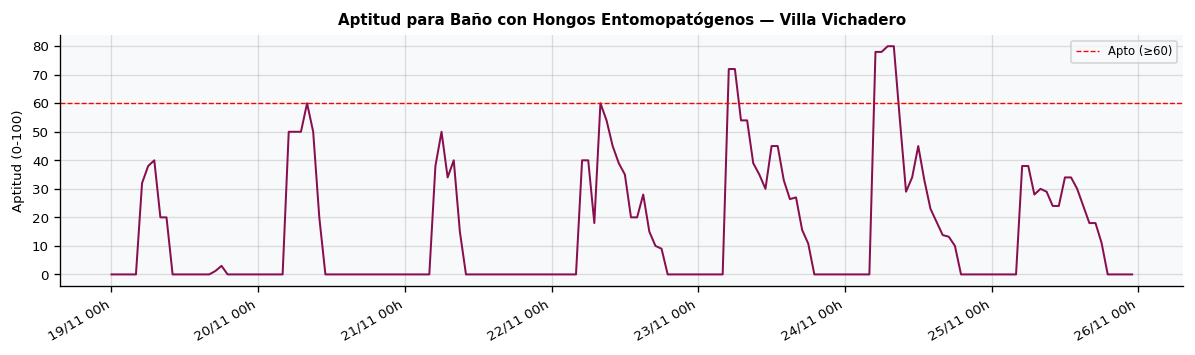 Aptitud para Baño con Hongos Entomopatógenos — Villa Vichadero
Apto (≥60)
Aptitud (0-100)
80
70
60
50
40
30
20
10
0
19/11 00h
20/11 00h
21/11 00h
22/11 00h
23/11 00h
24/11 00h
25/11 00h
26/11 00h